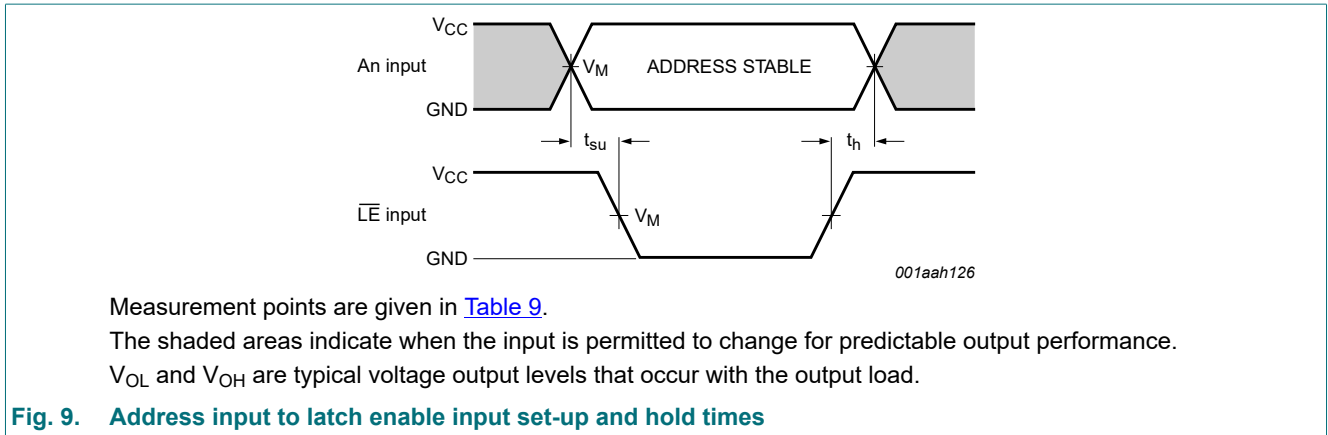 VCC
An input
VM
ADDRESS STABLE
GND
tsu
th
VCC
LE input
VM
GND
001aah126
Measurement points are given in Table 9.
The shaded areas indicate when the input is permitted to change for predictable output performance.
VOL and VOH are typical voltage output levels that occur with the output load.
Fig. 9. Address input to latch enable input set-up and hold times